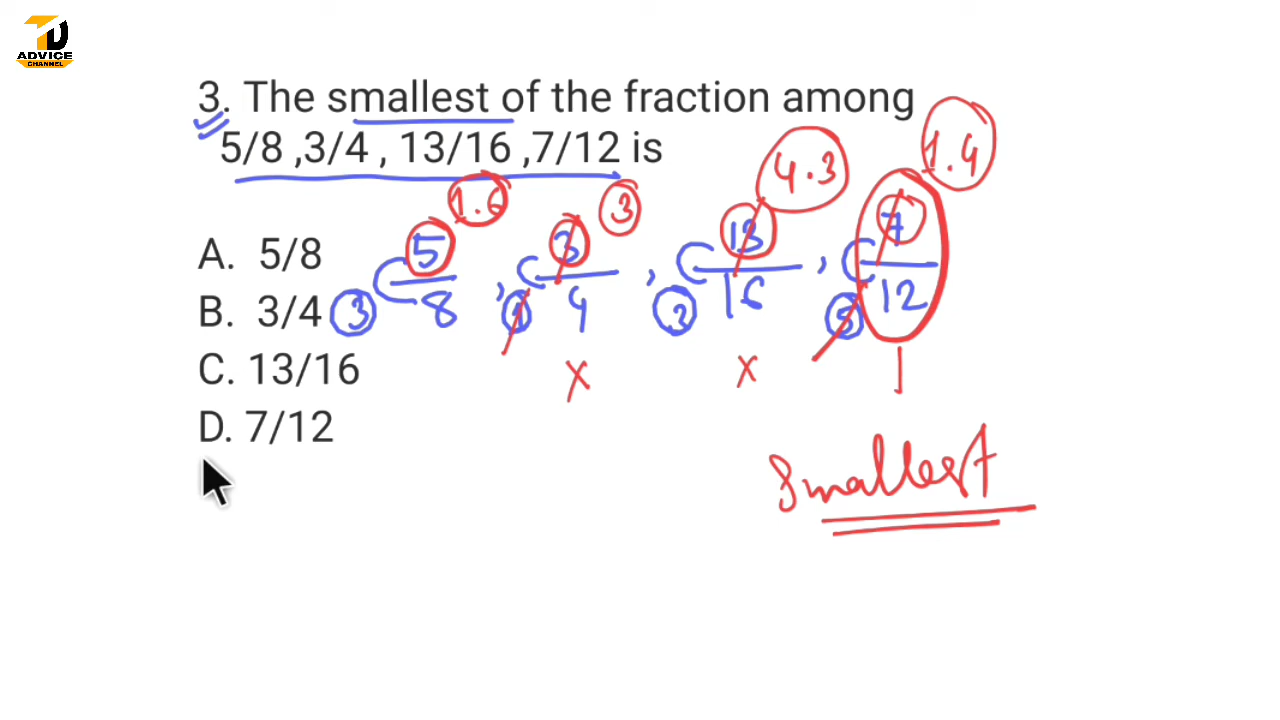 TD
ADVICE
CHANNEL
3. The smallest of the fraction among
5/8 ,3/4 , 13/16 ,7/12 is
1.6 3 4.3 1.4
A. 5/8
B. 3/4
C. 13/16
D. 7/12
3 5/8 , 3/4 , 3 13/16 , 7/12
x x 1
Smallest